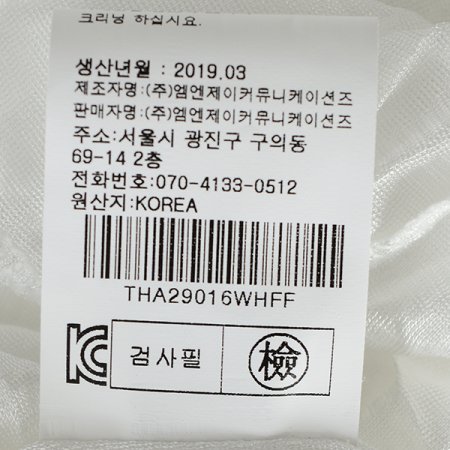 크리닝 하십시요.
생산년월 : 2019.03
제조자명:(주)엠엔제이커뮤니케이션즈
판매자명:(주)엠엔제이커뮤니케이션즈
주소:서울시 광진구 구의동
69-14 2층
전화번호:070-4133-0512
원산지:KOREA
THA29016WHFF
검사필 檢